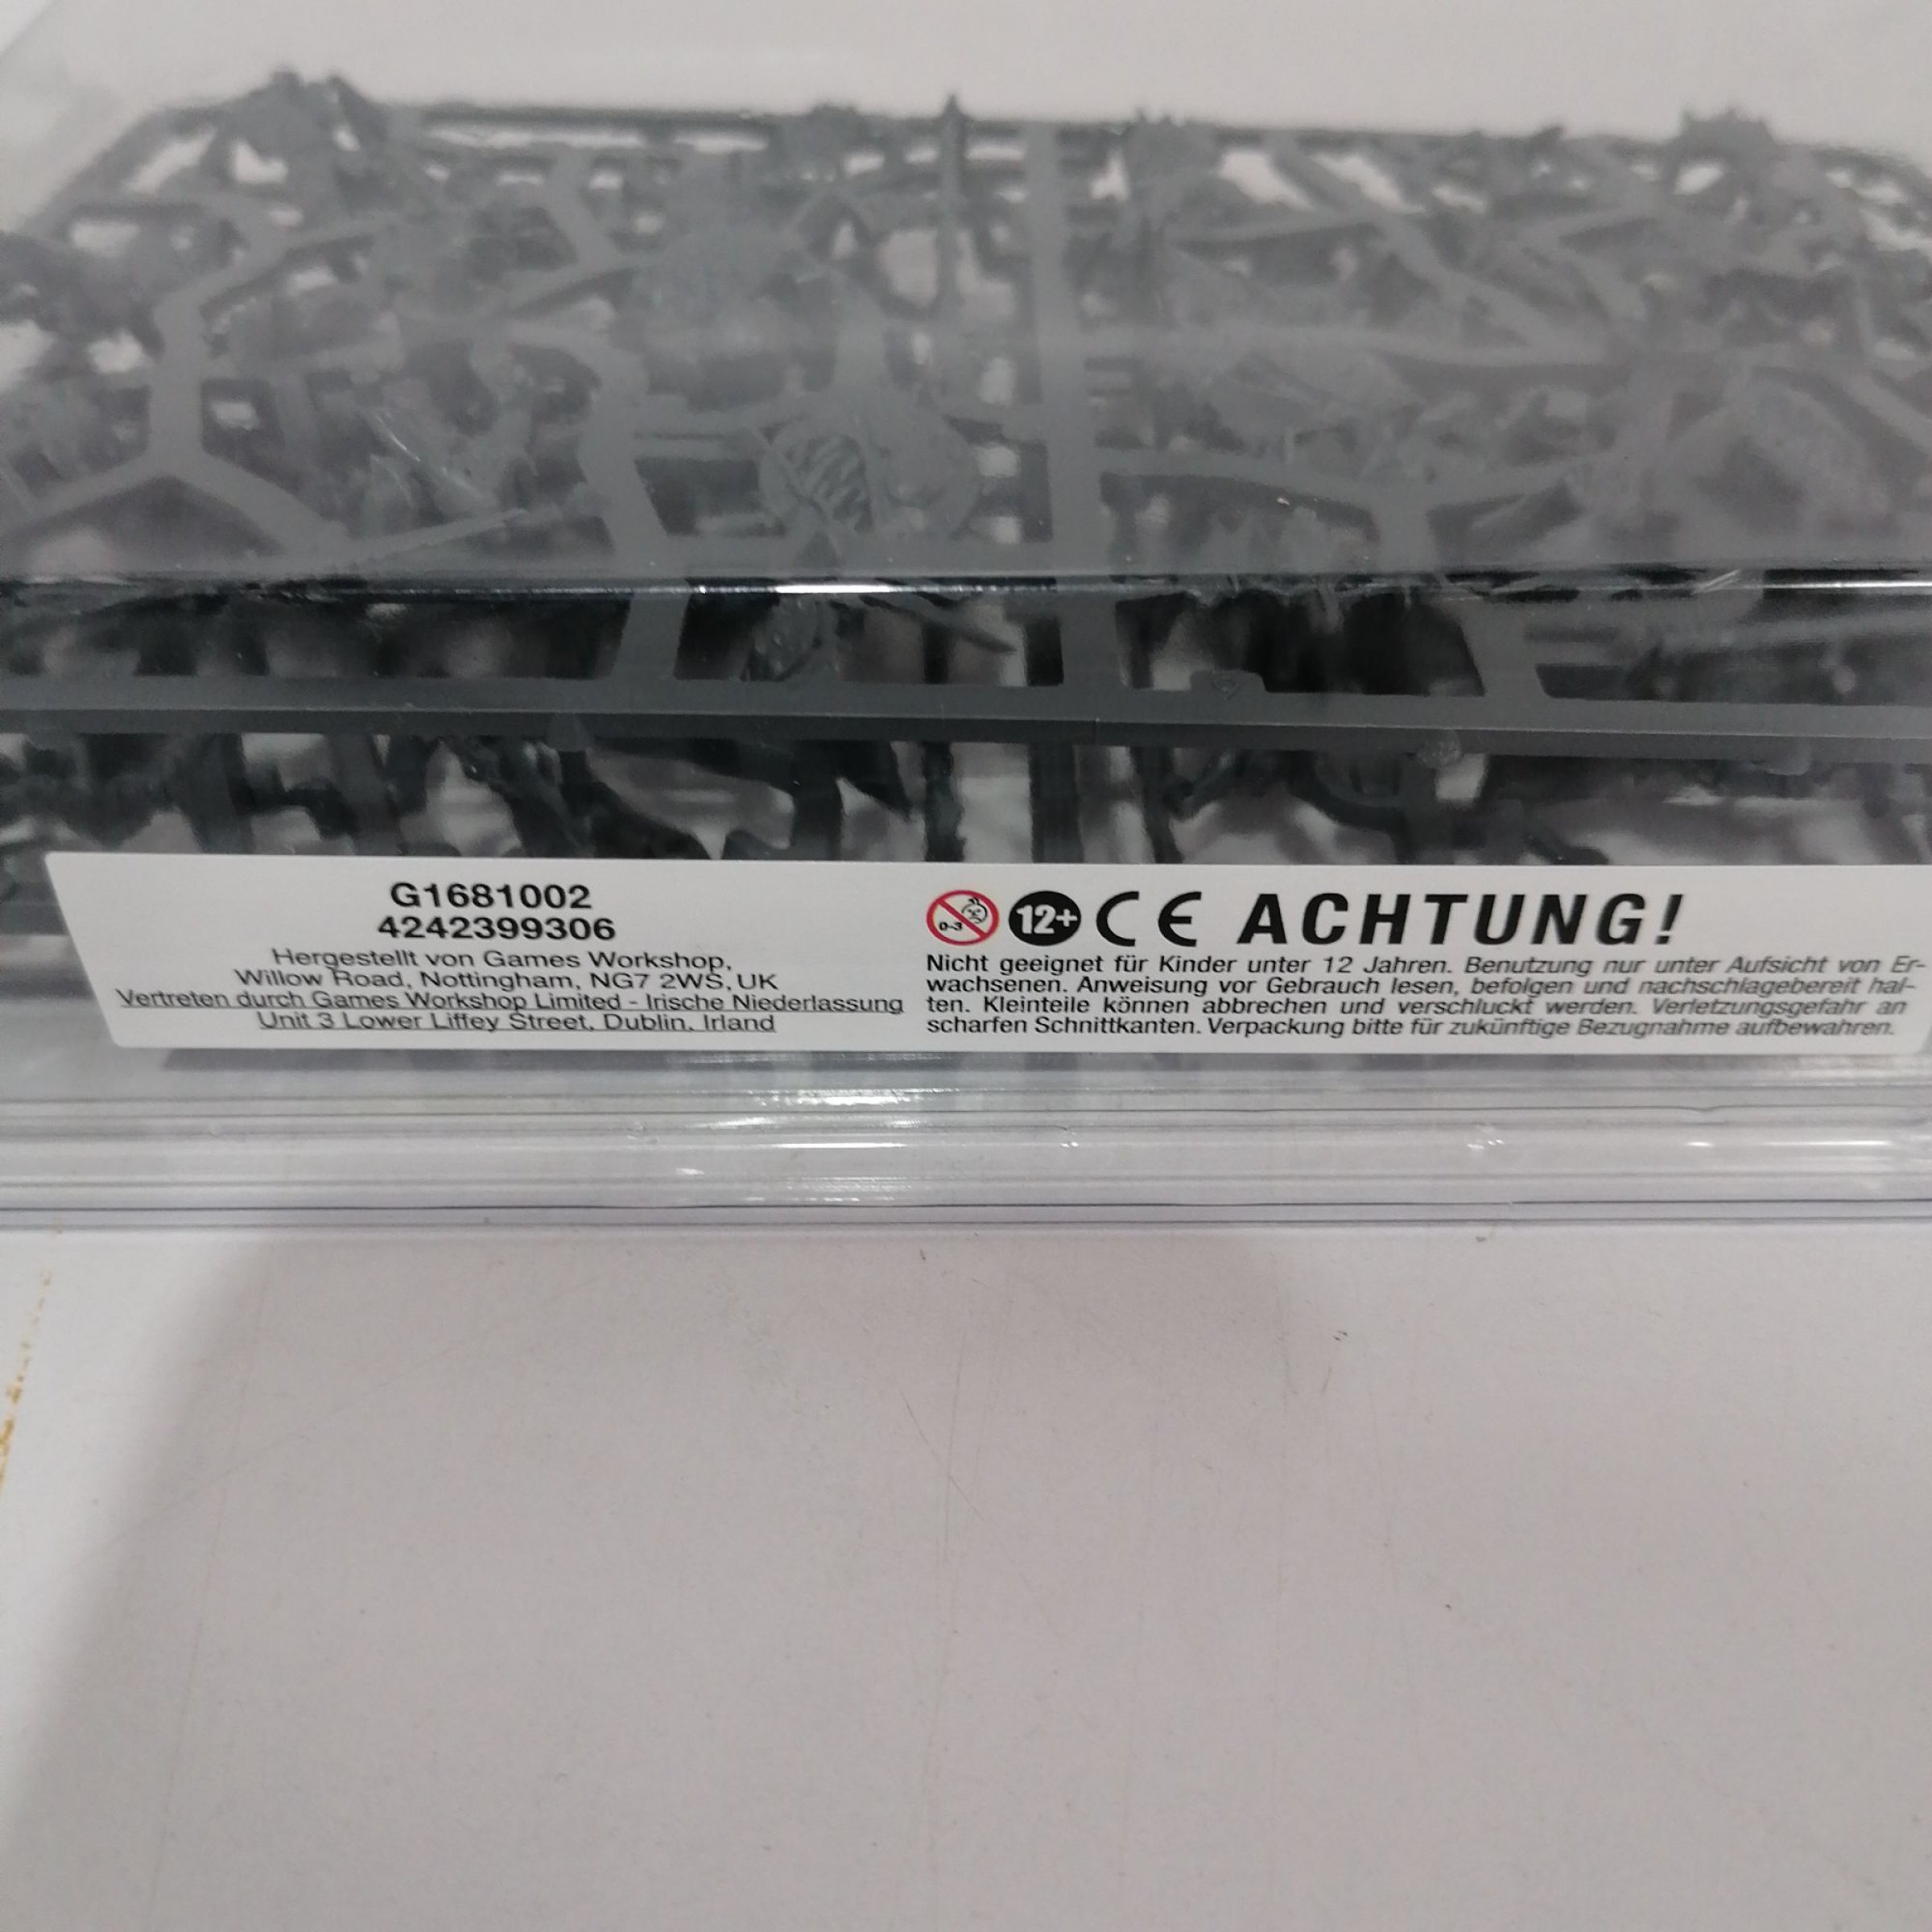 G1681002
4242399306
Hergestellt von Games Workshop,
Willow Road, Nottingham, NG7 2WS, UK
Vertreten durch Games Workshop Limited - Irische Niederlassung
Unit 3 Lower Liffey Street, Dublin, Irland
0-3 12+ CE ACHTUNG!
Nicht geeignet für Kinder unter 12 Jahren. Benutzung nur unter Aufsicht von Er-
wachsenen. Anweisung vor Gebrauch lesen, befolgen und nachschlagebereit hal-
ten. Kleinteile können abbrechen und verschluckt werden. Verletzungsgefahr an
scharfen Schnittkanten. Verpackung bitte für zukünftige Bezugnahme aufbewahren.